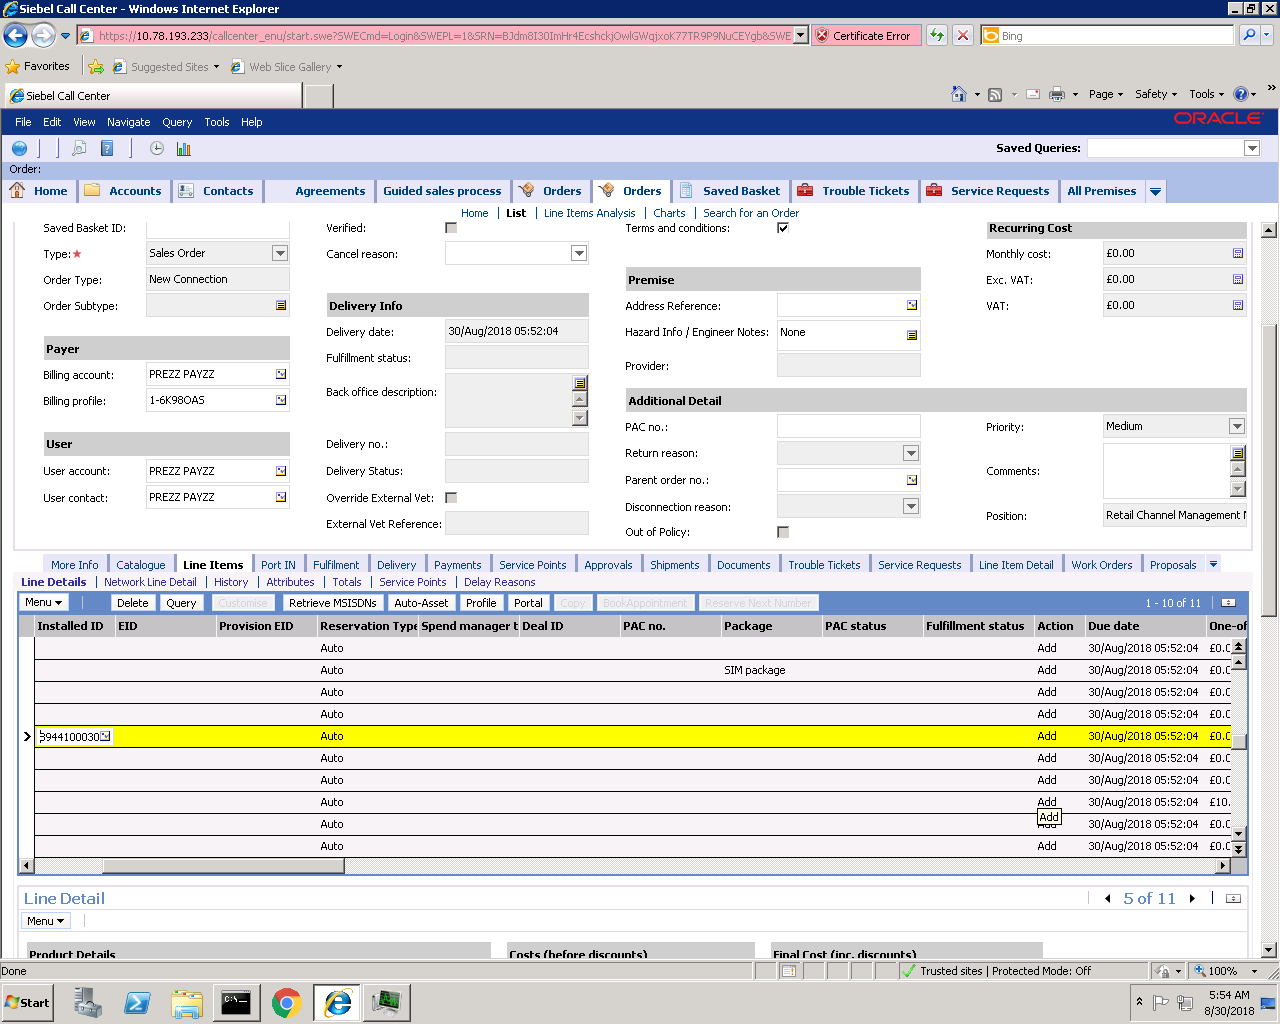 Siebel Call Center - Windows Internet Explorer
https://10.78.193.233/callcenter_enu/start.swe?SWECmd=Login&SWEPL=1&SRN=BJdm8I30ImHr4EcshckjOwlGWqjxoK77TR9P9NuCEYgb&SWE
Certificate Error
Bing
Favorites
Suggested Sites
Web Slice Gallery
Siebel Call Center
Page
Safety
Tools
File Edit View Navigate Query Tools Help
ORACLE
Saved Queries:
Order:
Home Accounts Contacts Agreements Guided sales process Orders Orders Saved Basket Trouble Tickets Service Requests All Premises
Home List Line Items Analysis Charts Search for an Order
Saved Basket ID: Verified: Terms and conditions: Recurring Cost
Type: Sales Order Cancel reason: Monthly cost: £0.00
Order Type: New Connection Premise Exc. VAT: £0.00
Order Subtype: Delivery Info Address Reference: VAT: £0.00
Delivery date: 30/Aug/2018 05:52:04 Hazard Info / Engineer Notes: None
Payer Fulfillment status: Provider:
Billing account: PREZZ PAYZZ Back office description:
Billing profile: 1-6K98OAS Additional Detail
User Delivery no.: PAC no.: Priority: Medium
User account: PREZZ PAYZZ Delivery Status: Return reason: Comments:
User contact: PREZZ PAYZZ Override External Vet: Parent order no.:
External Vet Reference: Disconnection reason: Position: Retail Channel Management
Out of Policy:
More Info Catalogue Line Items Port IN Fulfilment Delivery Payments Service Points Approvals Shipments Documents Trouble Tickets Service Requests Line Item Detail Work Orders Proposals
Line Details Network Line Detail History Attributes Totals Service Points Delay Reasons
Menu Delete Query Customise Retrieve MSISDNs Auto-Asset Profile Portal Copy BookAppointment Reserve Next Number 1 - 10 of 11
Installed ID EID Provision EID Reservation Type Spend manager t Deal ID PAC no. Package PAC status Fulfillment status Action Due date One-of
Auto Add 30/Aug/2018 05:52:04 £0.0
Auto SIM package Add 30/Aug/2018 05:52:04 £0.0
Auto Add 30/Aug/2018 05:52:04 £0.0
Auto Add 30/Aug/2018 05:52:04 £0.0
3944100030 Auto Add 30/Aug/2018 05:52:04 £0.0
Auto Add 30/Aug/2018 05:52:04 £0.0
Auto Add 30/Aug/2018 05:52:04 £0.0
Auto Add 30/Aug/2018 05:52:04 £10.
Add
Auto 30/Aug/2018 05:52:04 £0.0
Auto Add 30/Aug/2018 05:52:04 £0.0
Line Detail 5 of 11
Menu
Product Details Costs (before discounts) Final Cost (inc. discounts)
Done Trusted sites | Protected Mode: Off 100%
Start 5:54 AM
8/30/2018